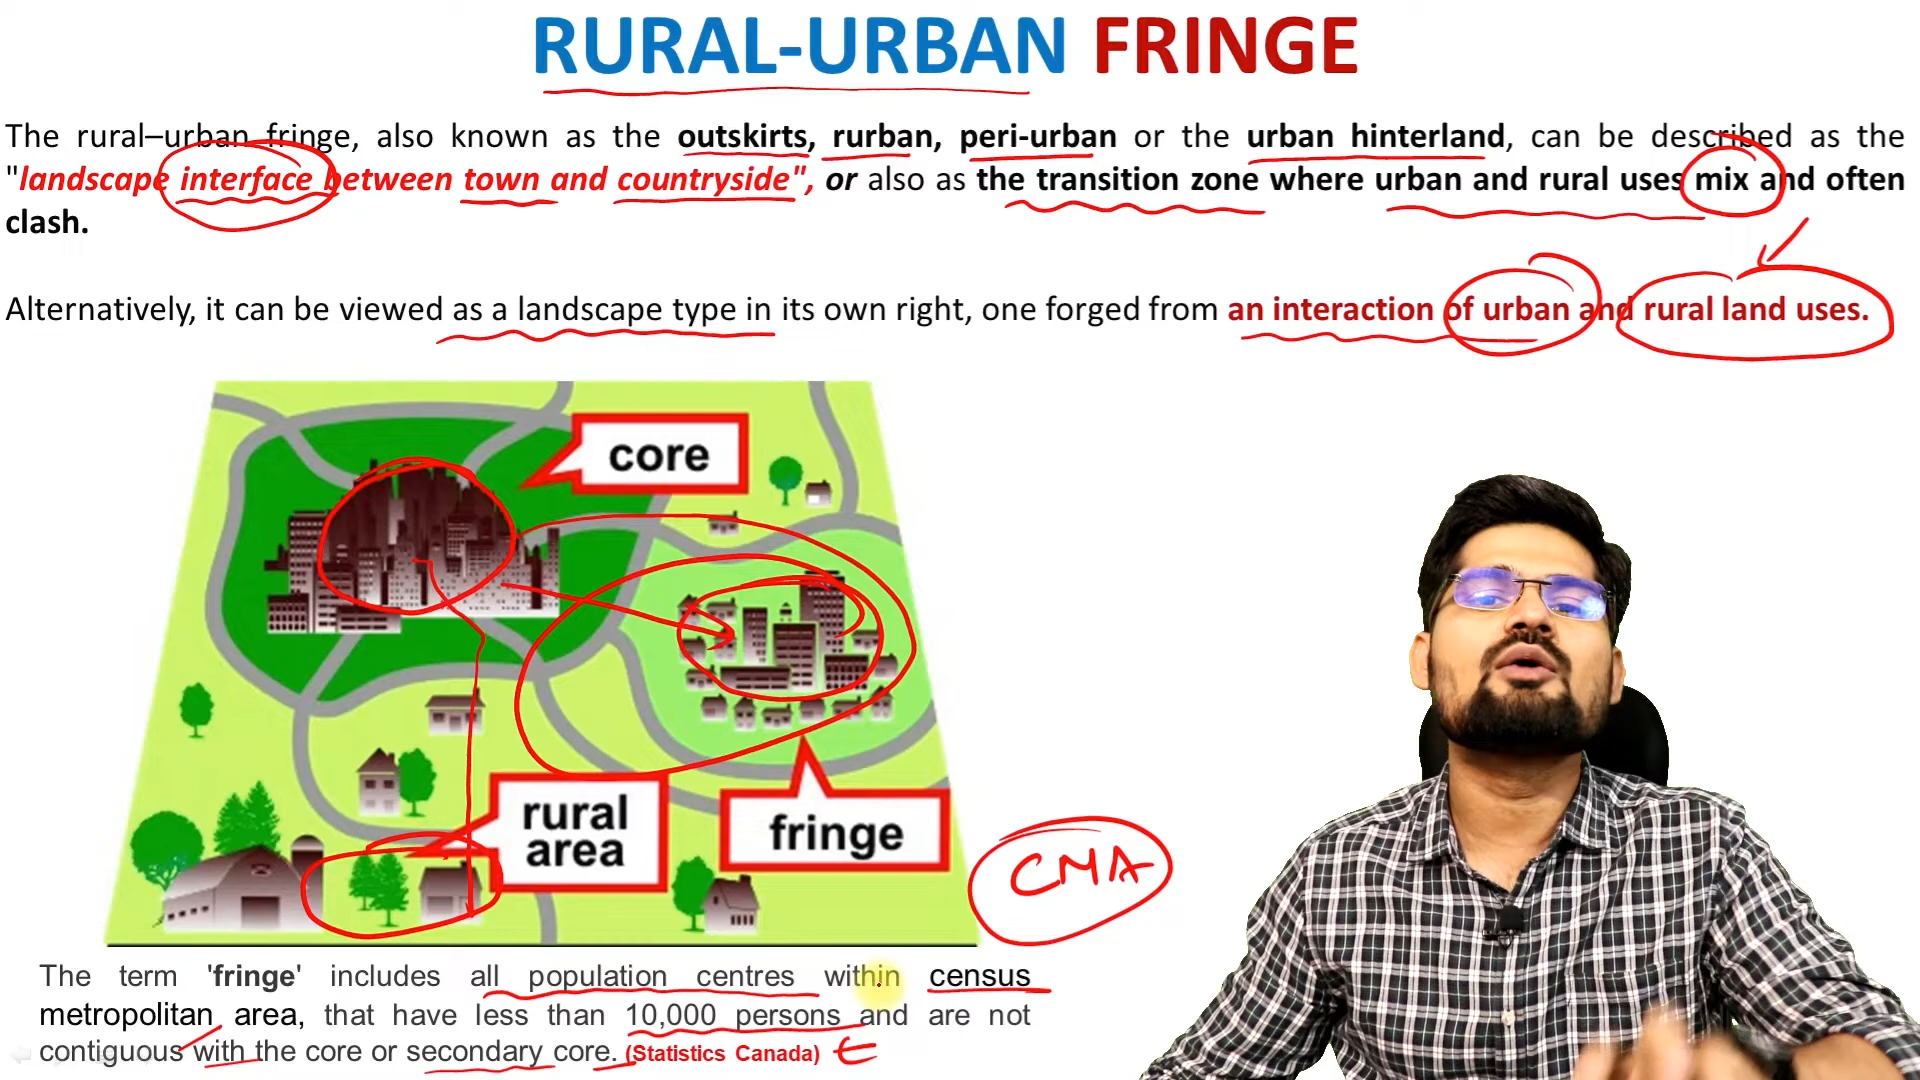 RURAL-URBAN FRINGE
The rural–urban fringe, also known as the outskirts, rurban, peri-urban or the urban hinterland, can be described as the
"landscape interface between town and countryside", or also as the transition zone where urban and rural uses mix and often
clash.
Alternatively, it can be viewed as a landscape type in its own right, one forged from an interaction of urban and rural land uses.
core
rural
area
fringe
CMA
The term 'fringe' includes all population centres within census
metropolitan area, that have less than 10,000 persons and are not
contiguous with the core or secondary core. (Statistics Canada)